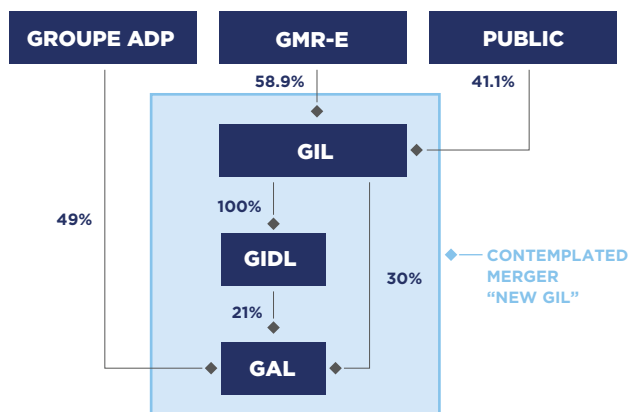 GROUPE ADP
GMR-E
PUBLIC
58.9%
41.1%
GIL
49%
100%
GIDL
30%
21%
GAL
CONTEMPLATED
MERGER
“NEW GIL”